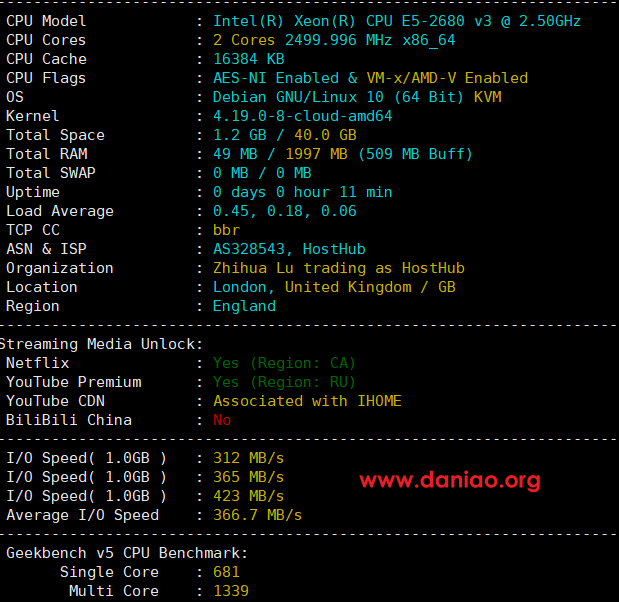 CPU Model : Intel(R) Xeon(R) CPU E5-2680 v3 @ 2.50GHz
CPU Cores : 2 Cores 2499.996 MHz x86_64
CPU Cache : 16384 KB
CPU Flags : AES-NI Enabled & VM-x/AMD-V Enabled
OS : Debian GNU/Linux 10 (64 Bit) KVM
Kernel : 4.19.0-8-cloud-amd64
Total Space : 1.2 GB / 40.0 GB
Total RAM : 49 MB / 1997 MB (509 MB Buff)
Total SWAP : 0 MB / 0 MB
Uptime : 0 days 0 hour 11 min
Load Average : 0.45, 0.18, 0.06
TCP CC : bbr
ASN & ISP : AS328543, HostHub
Organization : Zhihua Lu trading as HostHub
Location : London, United Kingdom / GB
Region : England
Streaming Media Unlock:
Netflix : Yes (Region: CA)
YouTube Premium : Yes (Region: RU)
YouTube CDN : Associated with IHOME
BiliBili China : No
I/O Speed( 1.0GB ) : 312 MB/s
I/O Speed( 1.0GB ) : 365 MB/s
www.daniao.org
I/O Speed( 1.0GB ) : 423 MB/s
Average I/O Speed : 366.7 MB/s
Geekbench v5 CPU Benchmark:
Single Core : 681
Multi Core : 1339